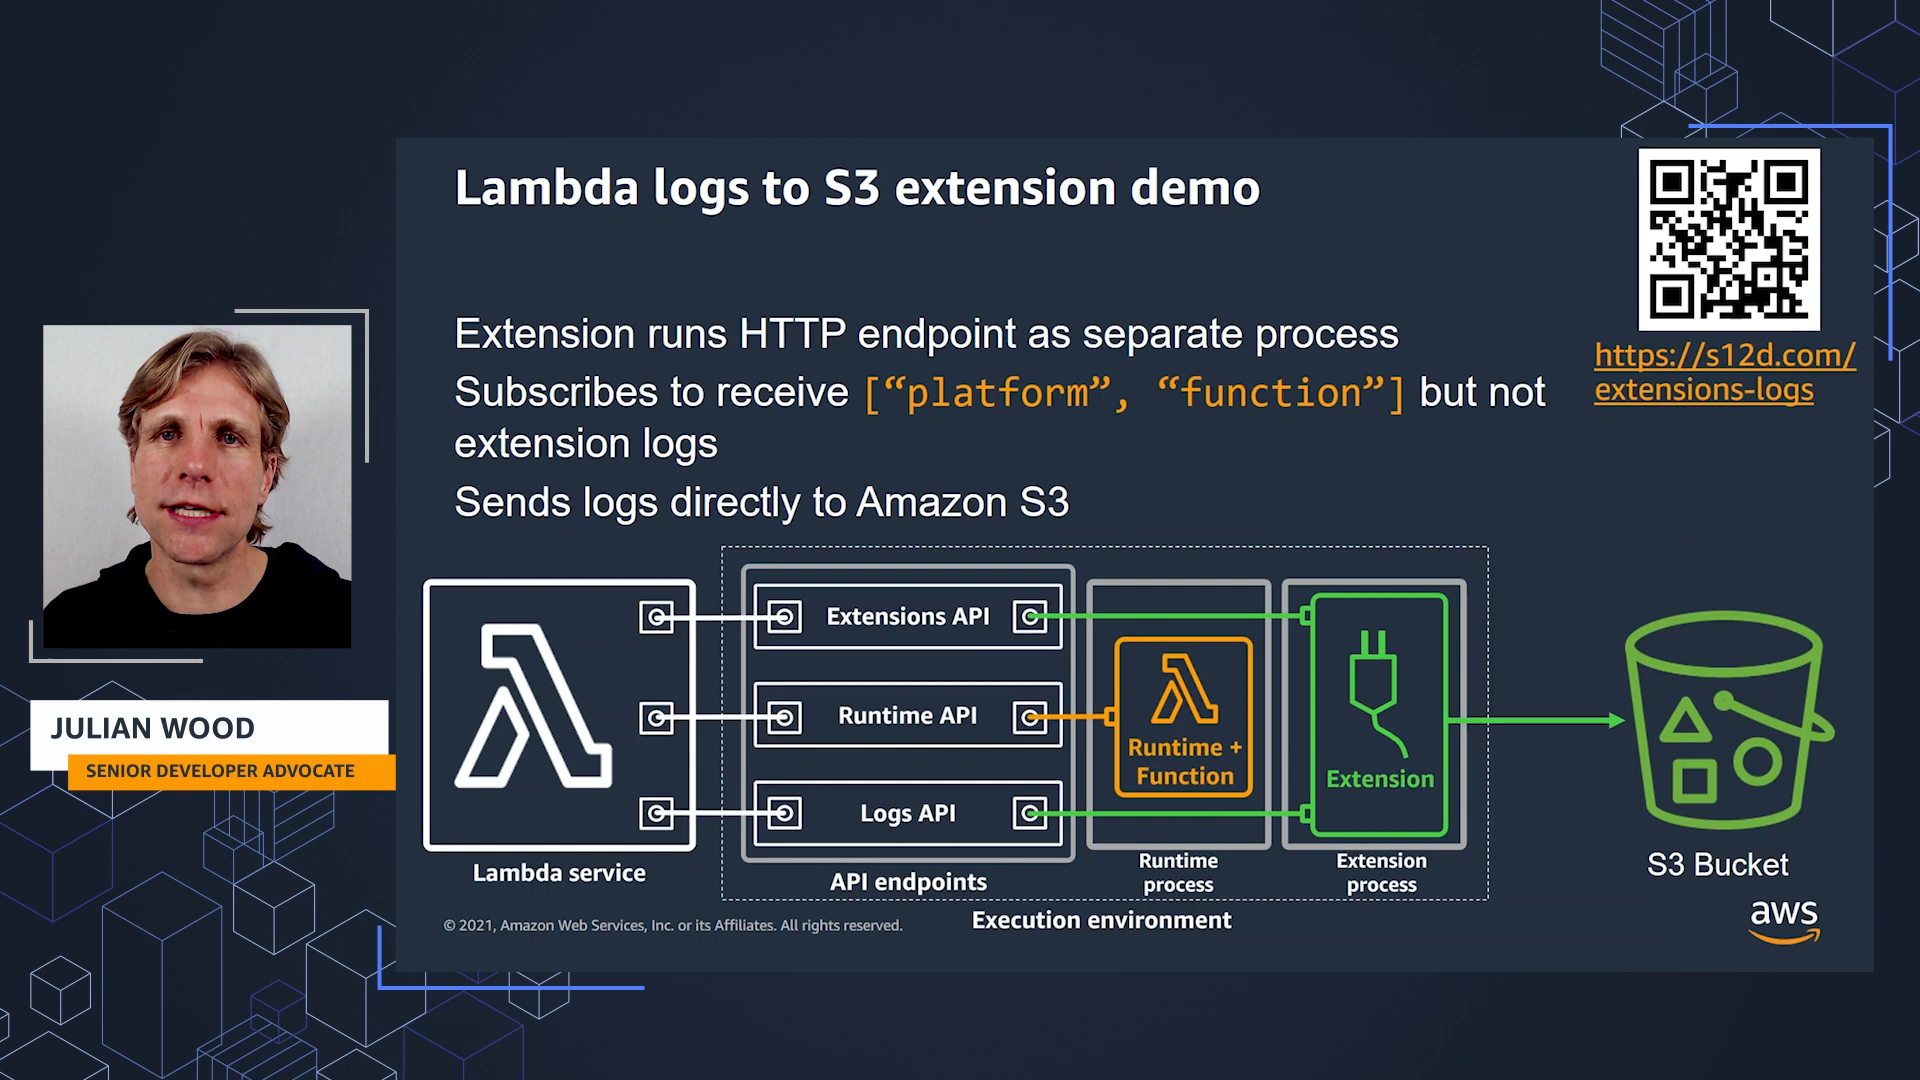 Lambda logs to S3 extension demo
Extension runs HTTP endpoint as separate process
Subscribes to receive [“platform”, “function”] but not
extension logs
Sends logs directly to Amazon S3
https://s12d.com/
extensions-logs
JULIAN WOOD
SENIOR DEVELOPER ADVOCATE
Extensions API
Runtime API
Logs API
Runtime +
Function
Extension
Lambda service
API endpoints
Runtime
process
Extension
process
Execution environment
S3 Bucket
© 2021, Amazon Web Services, Inc. or its Affiliates. All rights reserved.
aws